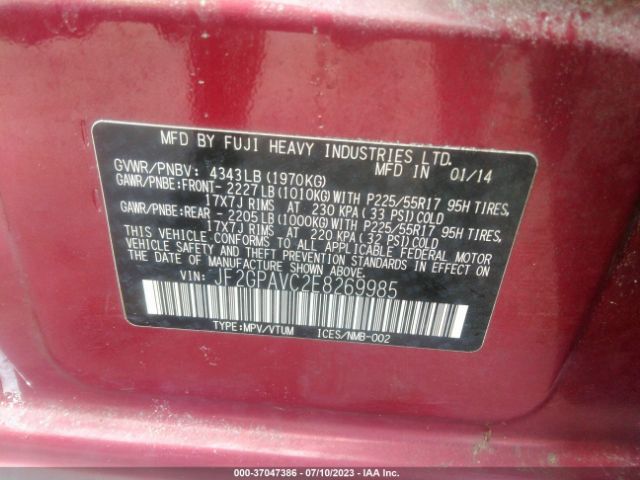 MFD BY FUJI HEAVY INDUSTRIES LTD.
GVWR/PNBV: 4343LB(1970KG) MFD IN 01/14
GAWR/PNBE:FRONT- 2227LB(1010KG)WITH P225/55R17 95H TIRES,
17X7J RIMS AT 230 KPA(33 PSI)COLD
GAWR/PNBE:REAR - 2205LB(1000KG)WITH P225/55R17 95H TIRES,
17X7J RIMS AT 220 KPA(32 PSI)COLD
THIS VEHICLE CONFORMS TO ALL APPLICABLE FEDERAL MOTOR
VEHICLE SAFETY AND THEFT PREVENTION STANDARDS IN EFFECT ON
THE DATE OF MANUFACTURE SHOWN ABOVE.
VIN: JF2GPAVC2E8269985
TYPE:MPV/VTUM ICES/NMB-002
000-37047386 - 07/10/2023 - IAA Inc.